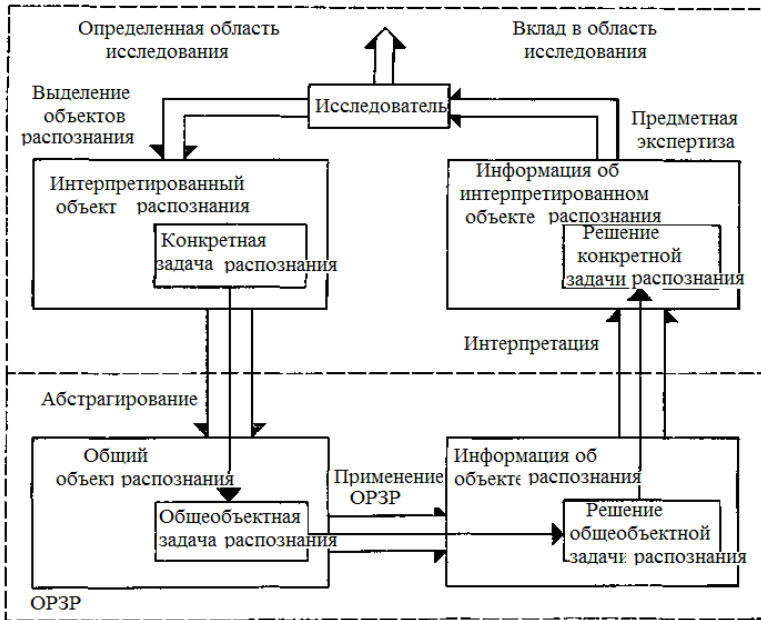 Определенная область
исследования
Вклад в область
исследования
Выделение
объектов
распознания
Исследователь
Предметная
экспертиза
Интерпретированный
объект распознания
Конкретная
задача распознания
Информация об
интерпретированном
объекте распознания
Решение
конкретной
задачи распознания
Интерпретация
Абстрагирование
Общий
объект распознания
Общеобъектная
задача распознания
Применение
ОРЗР
Информация об
объекте распознания
Решение
общеобъектной
задачи распознания
ОРЗР